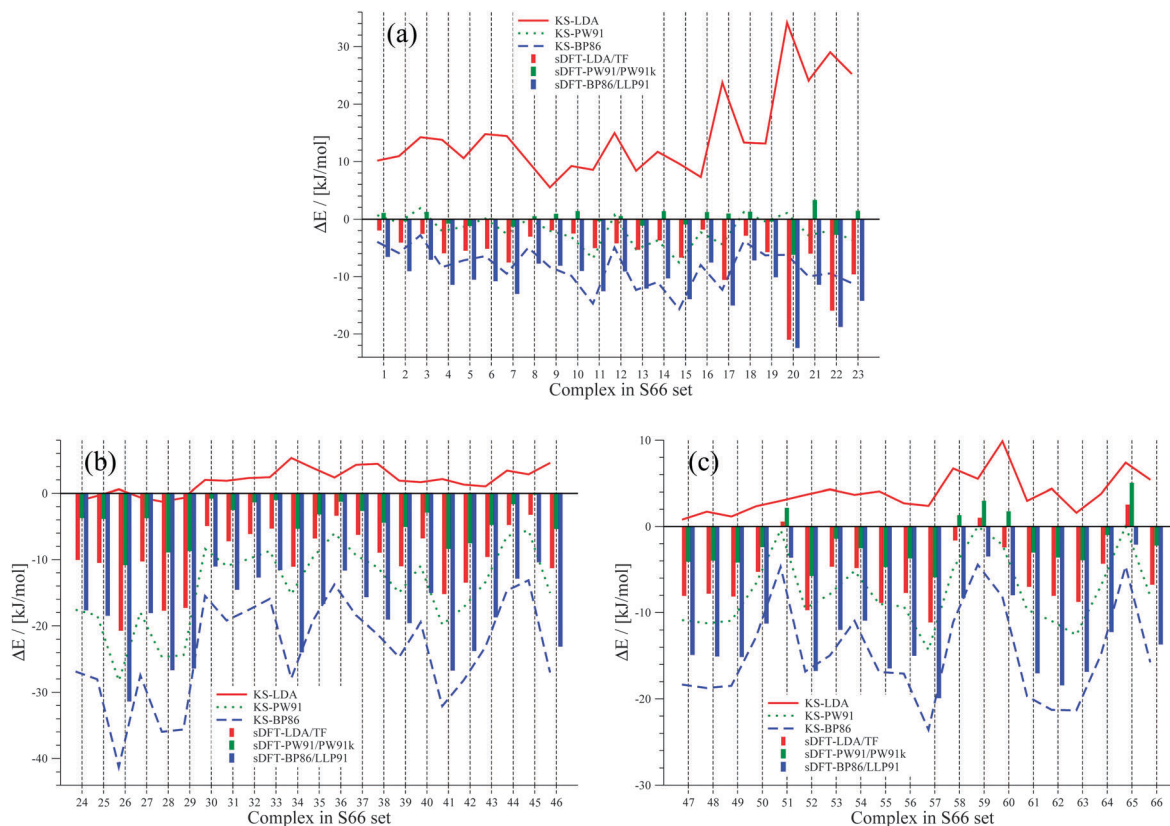 (a)
KS-LDA
KS-PW91
KS-BP86
sDFT-LDA/TF
sDFT-PW91/PW91k
sDFT-BP86/LLP91
ΔE / [kJ/mol]
30
20
10
0
-10
-20
1 2 3 4 5 6 7 8 9 10 11 12 13 14 15 16 17 18 19 20 21 22 23
Complex in S66 set
(b)
ΔE / [kJ/mol]
0
-10
-20
-30
-40
KS-LDA
KS-PW91
KS-BP86
sDFT-LDA/TF
sDFT-PW91/PW91k
sDFT-BP86/LLP91
24 25 26 27 28 29 30 31 32 33 34 35 36 37 38 39 40 41 42 43 44 45 46
Complex in S66 set
(c)
ΔE / [kJ/mol]
10
0
-10
-20
-30
KS-LDA
KS-PW91
KS-BP86
sDFT-LDA/TF
sDFT-PW91/PW91k
sDFT-BP86/LLP91
47 48 49 50 51 52 53 54 55 56 57 58 59 60 61 62 63 64 65 66
Complex in S66 set